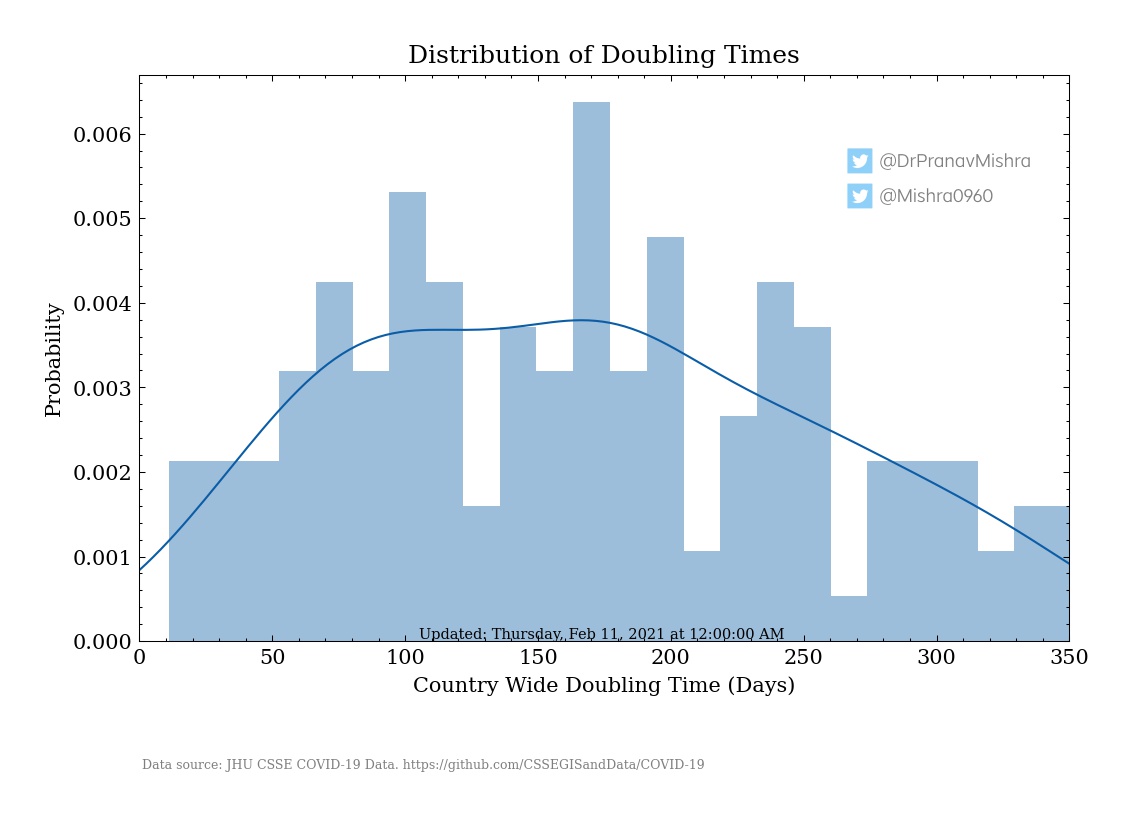 Distribution of Doubling Times
0.006
0.005
0.004
0.003
0.002
0.001
0.000
Probability
@DrPranavMishra
@Mishra0960
Updated: Thursday, Feb 11, 2021 at 12:00:00 AM
0 50 100 150 200 250 300 350
Country Wide Doubling Time (Days)
Data source: JHU CSSE COVID-19 Data. https://github.com/CSSEGISandData/COVID-19